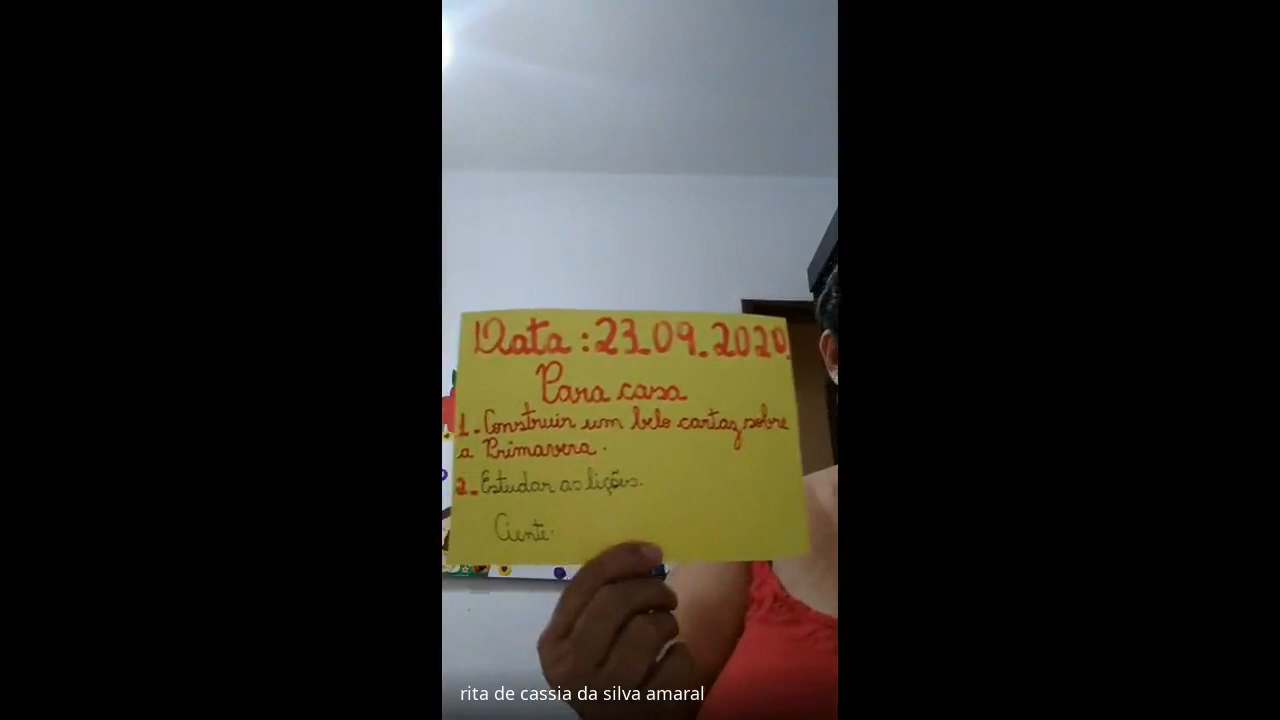 Data: 23.09.2020
Para casa
1. Construir um belo cartaz sobre
a Primavera.
2. Estudar as lições.
Ciente.
rita de cassia da silva amaral